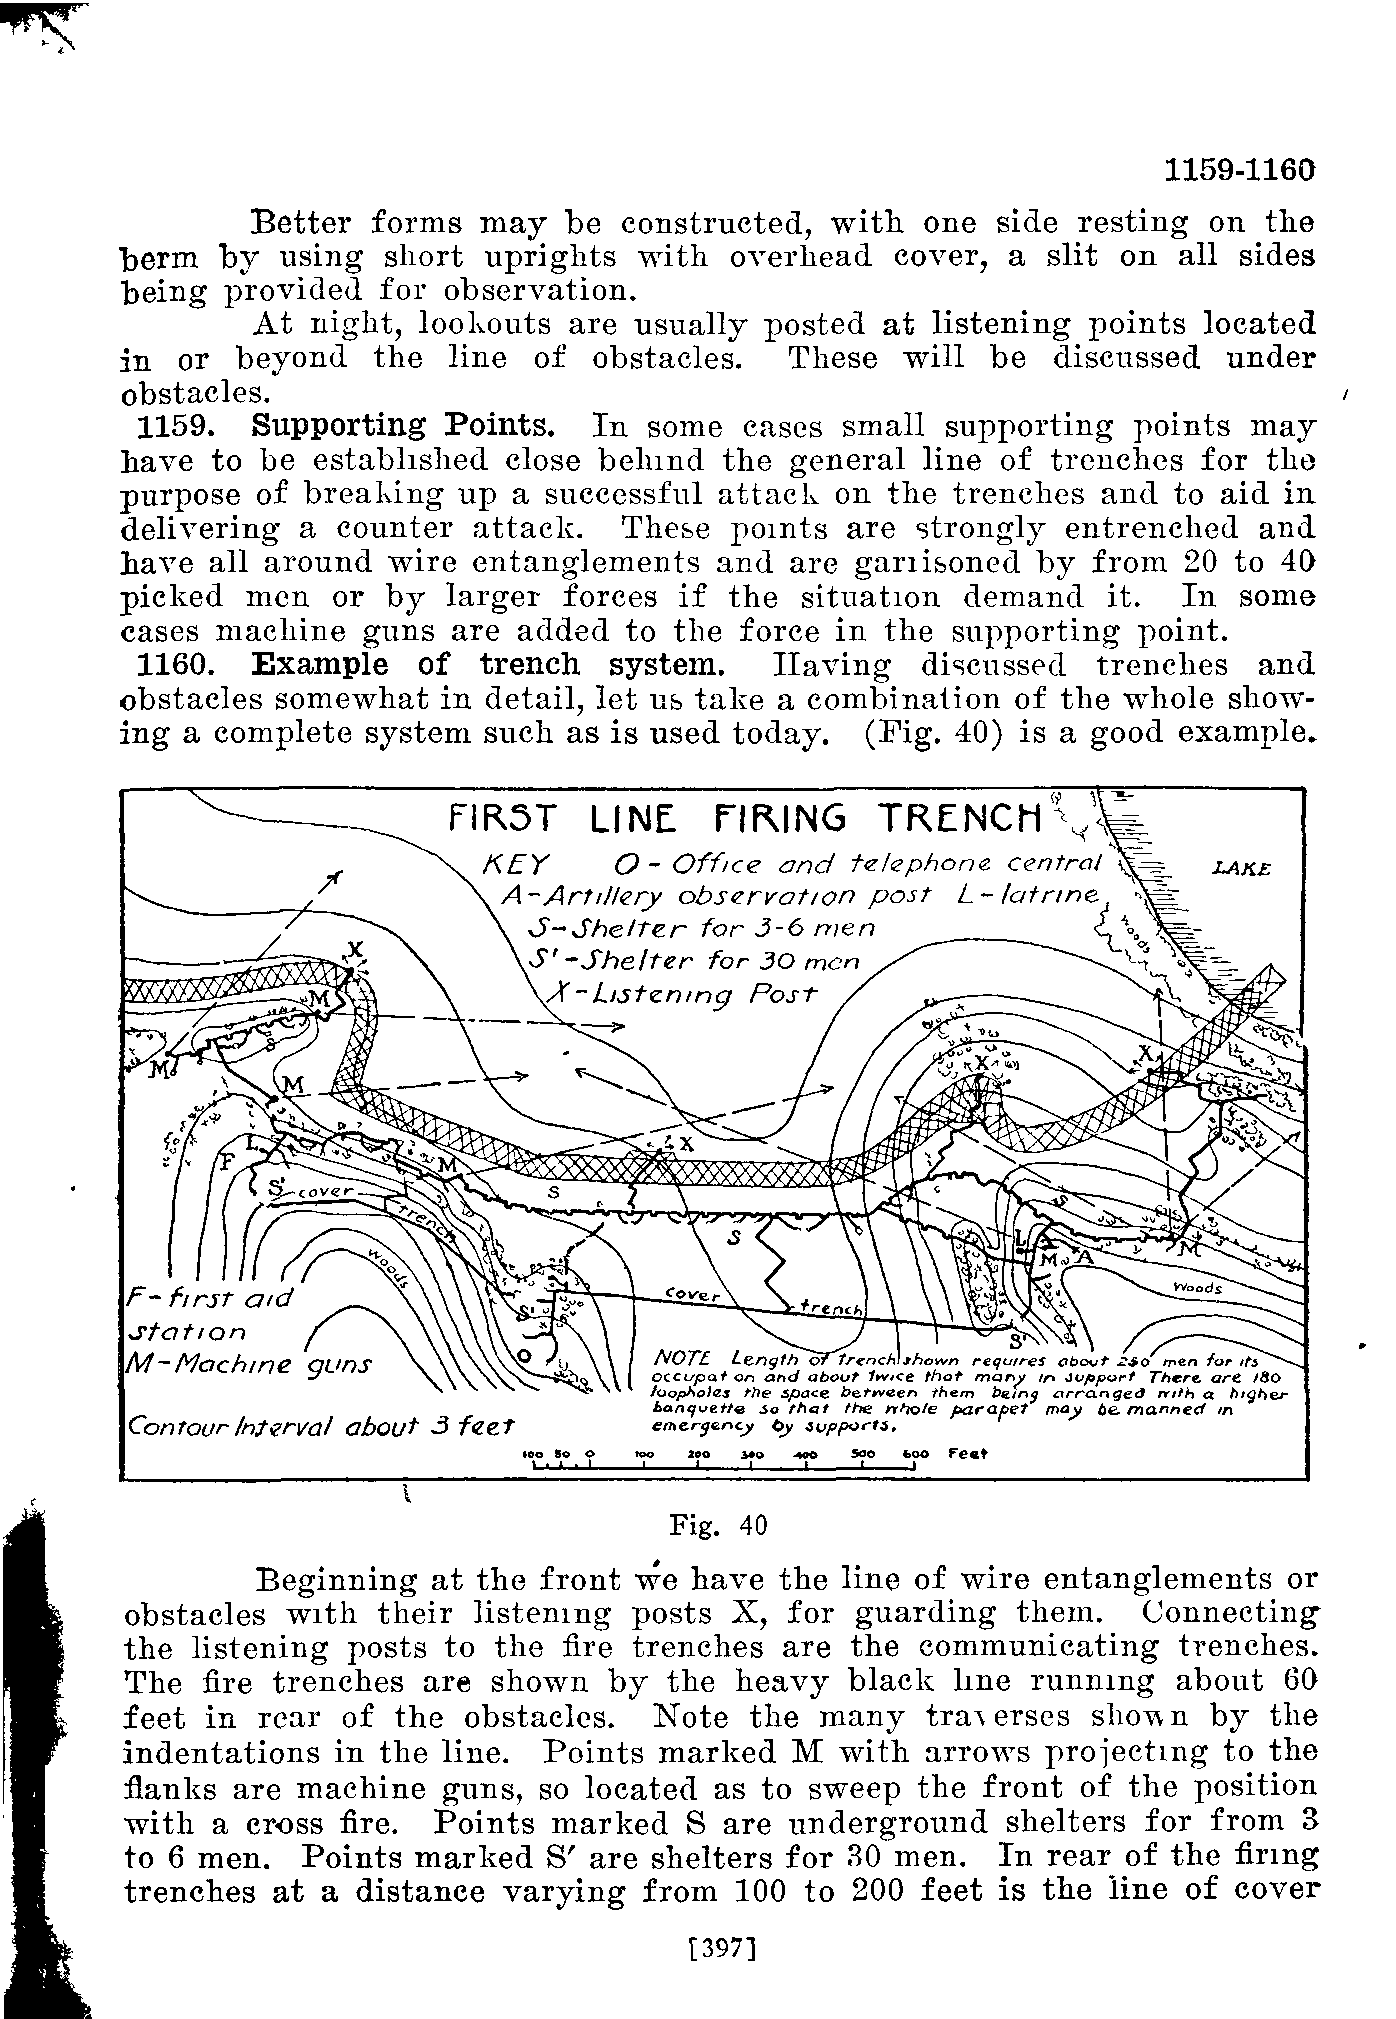 1159-1160
Better forms may be constructed, with one side resting on the
berm by using short uprights with overhead cover, a slit on all sides
being provided for observation.
At night, lookouts are usually posted at listening points located
in or beyond the line of obstacles. These will be discussed under
obstacles.
1159. Supporting Points. In some cases small supporting points may
have to be established close behind the general line of trenches for the
purpose of breaking up a successful attack on the trenches and to aid in
delivering a counter attack. These points are strongly entrenched and
have all around wire entanglements and are garrisoned by from 20 to 40
picked men or by larger forces if the situation demand it. In some
cases machine guns are added to the force in the supporting point.
1160. Example of trench system. Having discussed trenches and
obstacles somewhat in detail, let us take a combination of the whole show-
ing a complete system such as is used today. (Fig. 40) is a good example.
FIRST LINE FIRING TRENCH
KEY O - Office and telephone central
A-Artillery observation post L-latrine
S-Shelter for 3-6 men
S'-Shelter for 30 men
X-Listening Post
LAKE
woods
X
M
S
M
M
X
X
X
L
F
M
S
S' cover
trench
S
S
L
M
A
M
woods
Woods
cover
trench
S'
S'
O
F-first aid
station
M-Machine guns
Contour Interval about 3 feet
NOTE Length of trench shown requires about 250 men for its
occupation and about twice that many in support There are 180
loopholes the space between them being arranged with a higher
banquette so that the whole parapet may be manned in
emergency by supports.
100 50 0 100 200 300 400 500 600 Feet
Fig. 40
Beginning at the front we have the line of wire entanglements or
obstacles with their listening posts X, for guarding them. Connecting
the listening posts to the fire trenches are the communicating trenches.
The fire trenches are shown by the heavy black line running about 60
feet in rear of the obstacles. Note the many traverses shown by the
indentations in the line. Points marked M with arrows projecting to the
flanks are machine guns, so located as to sweep the front of the position
with a cross fire. Points marked S are underground shelters for from 3
to 6 men. Points marked S' are shelters for 30 men. In rear of the firing
trenches at a distance varying from 100 to 200 feet is the line of cover
[397]